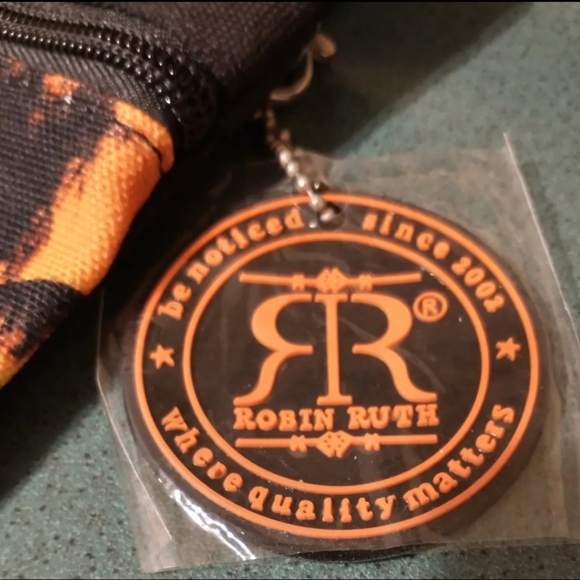 be noticed since 2002
RR®
ROBIN RUTH
Where quality matters